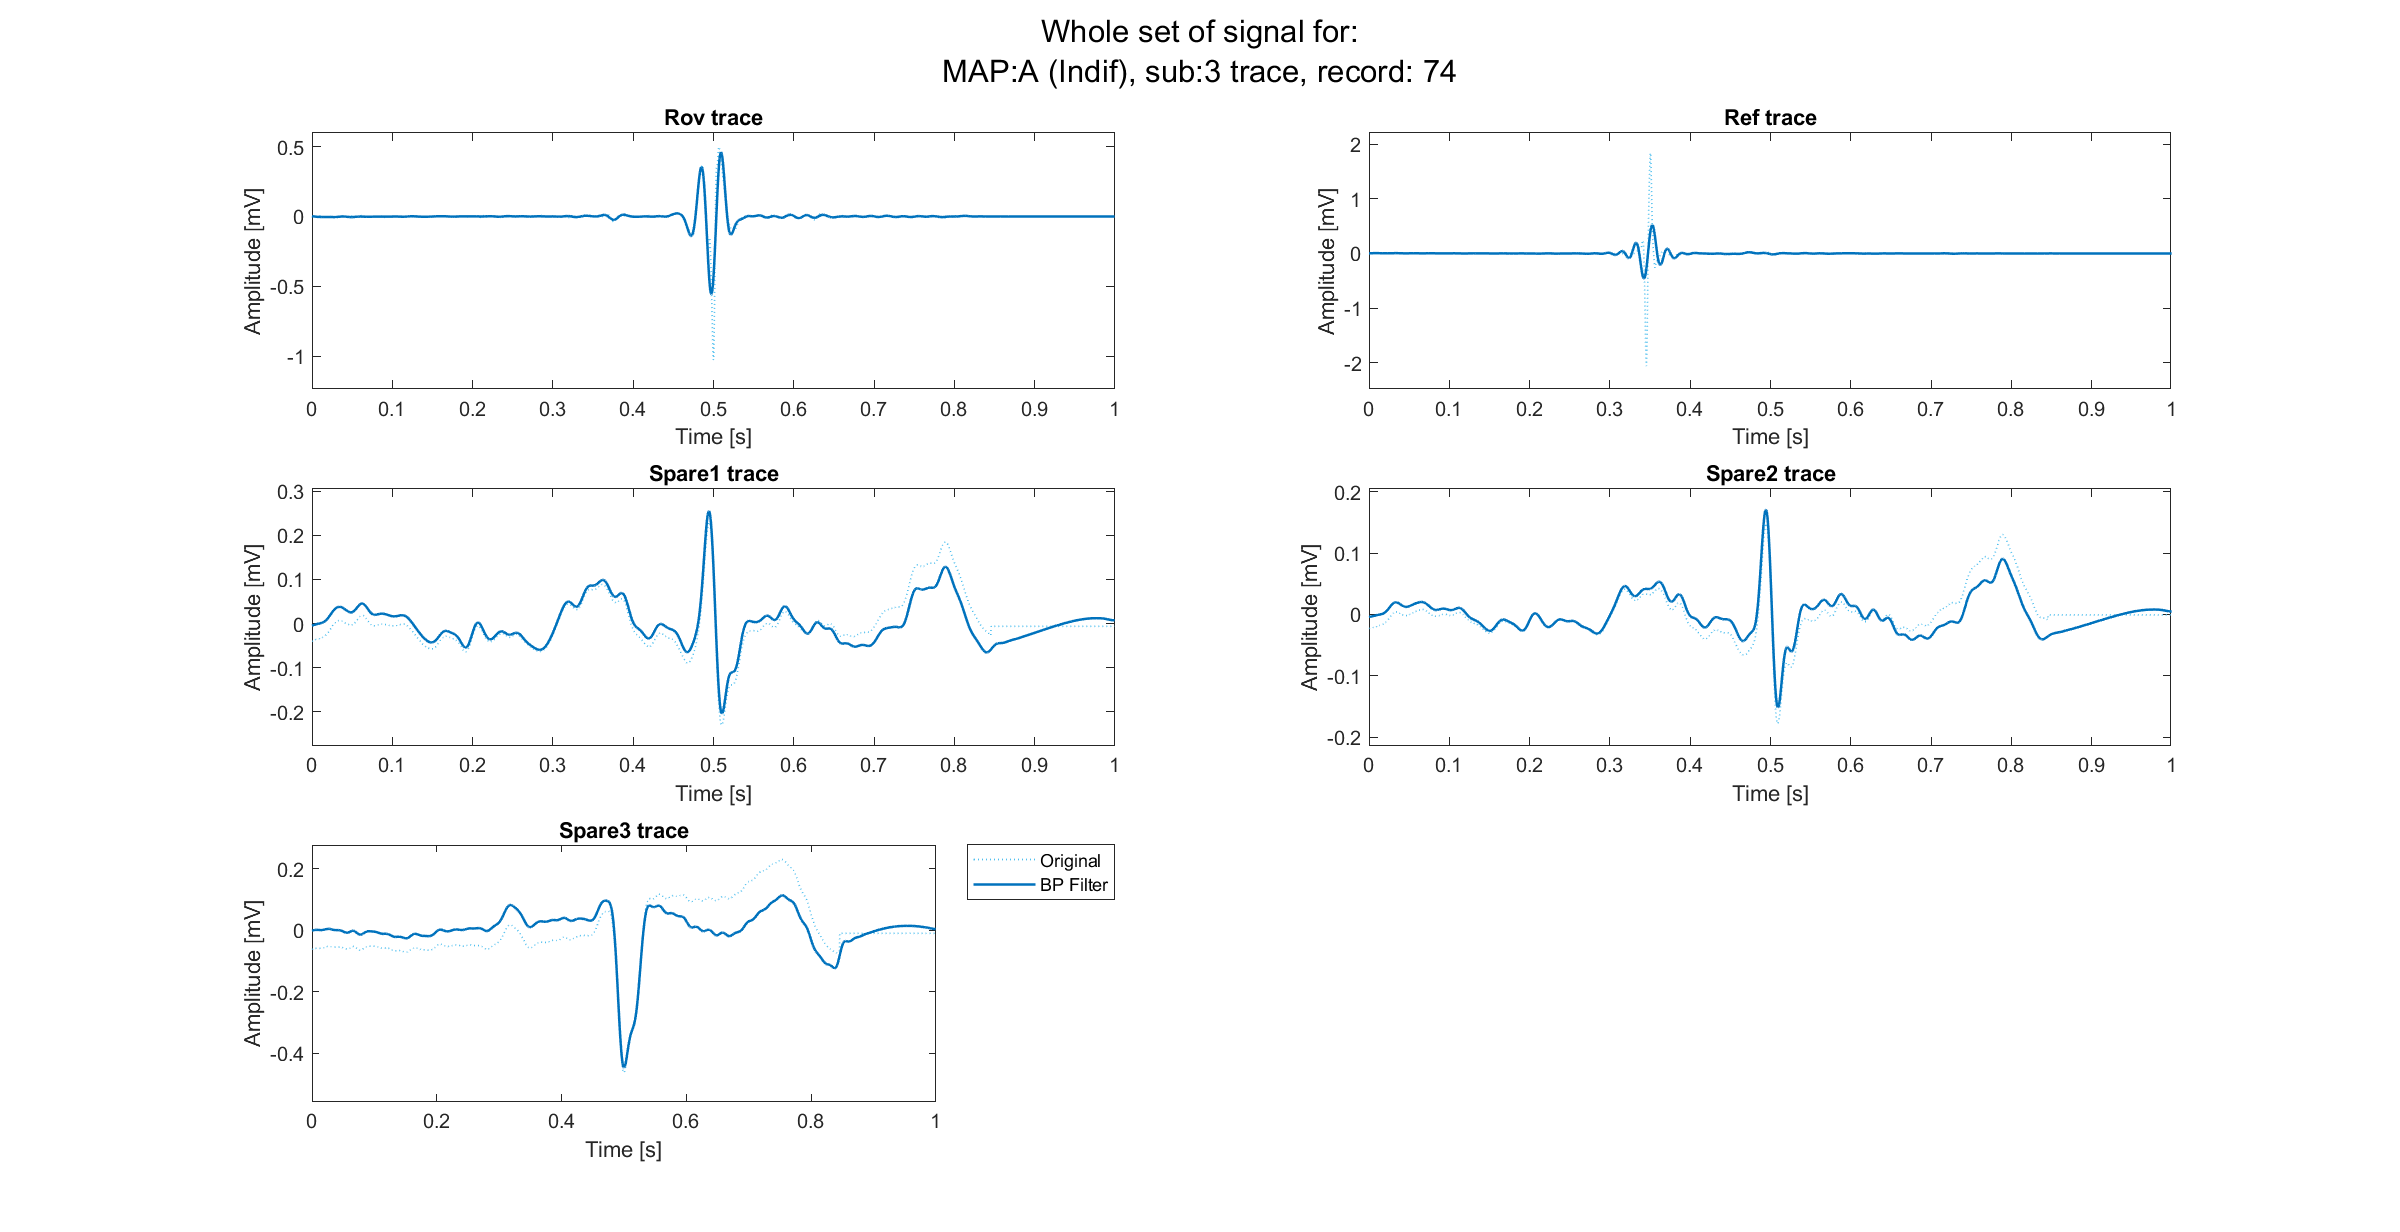 Whole set of signal for:
MAP:A (Indif), sub:3 trace, record: 74
Rov trace
0.5
0
-0.5
-1
Amplitude [mV]
0 0.1 0.2 0.3 0.4 0.5 0.6 0.7 0.8 0.9 1
Time [s]
Ref trace
2
1
0
-1
-2
Amplitude [mV]
0 0.1 0.2 0.3 0.4 0.5 0.6 0.7 0.8 0.9 1
Time [s]
Spare1 trace
0.3
0.2
0.1
0
-0.1
-0.2
Amplitude [mV]
0 0.1 0.2 0.3 0.4 0.5 0.6 0.7 0.8 0.9 1
Time [s]
Spare2 trace
0.2
0.1
0
-0.1
-0.2
Amplitude [mV]
0 0.1 0.2 0.3 0.4 0.5 0.6 0.7 0.8 0.9 1
Time [s]
Spare3 trace
0.2
0
-0.2
-0.4
Amplitude [mV]
0 0.2 0.4 0.6 0.8 1
Time [s]
Original
BP Filter